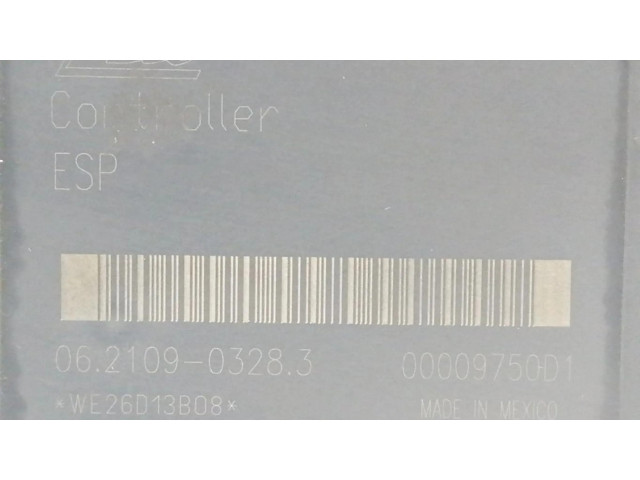 Controller
ESP
06.2109-0328.3 00009750D1
*WE26D13B08* MADE IN MEXICO